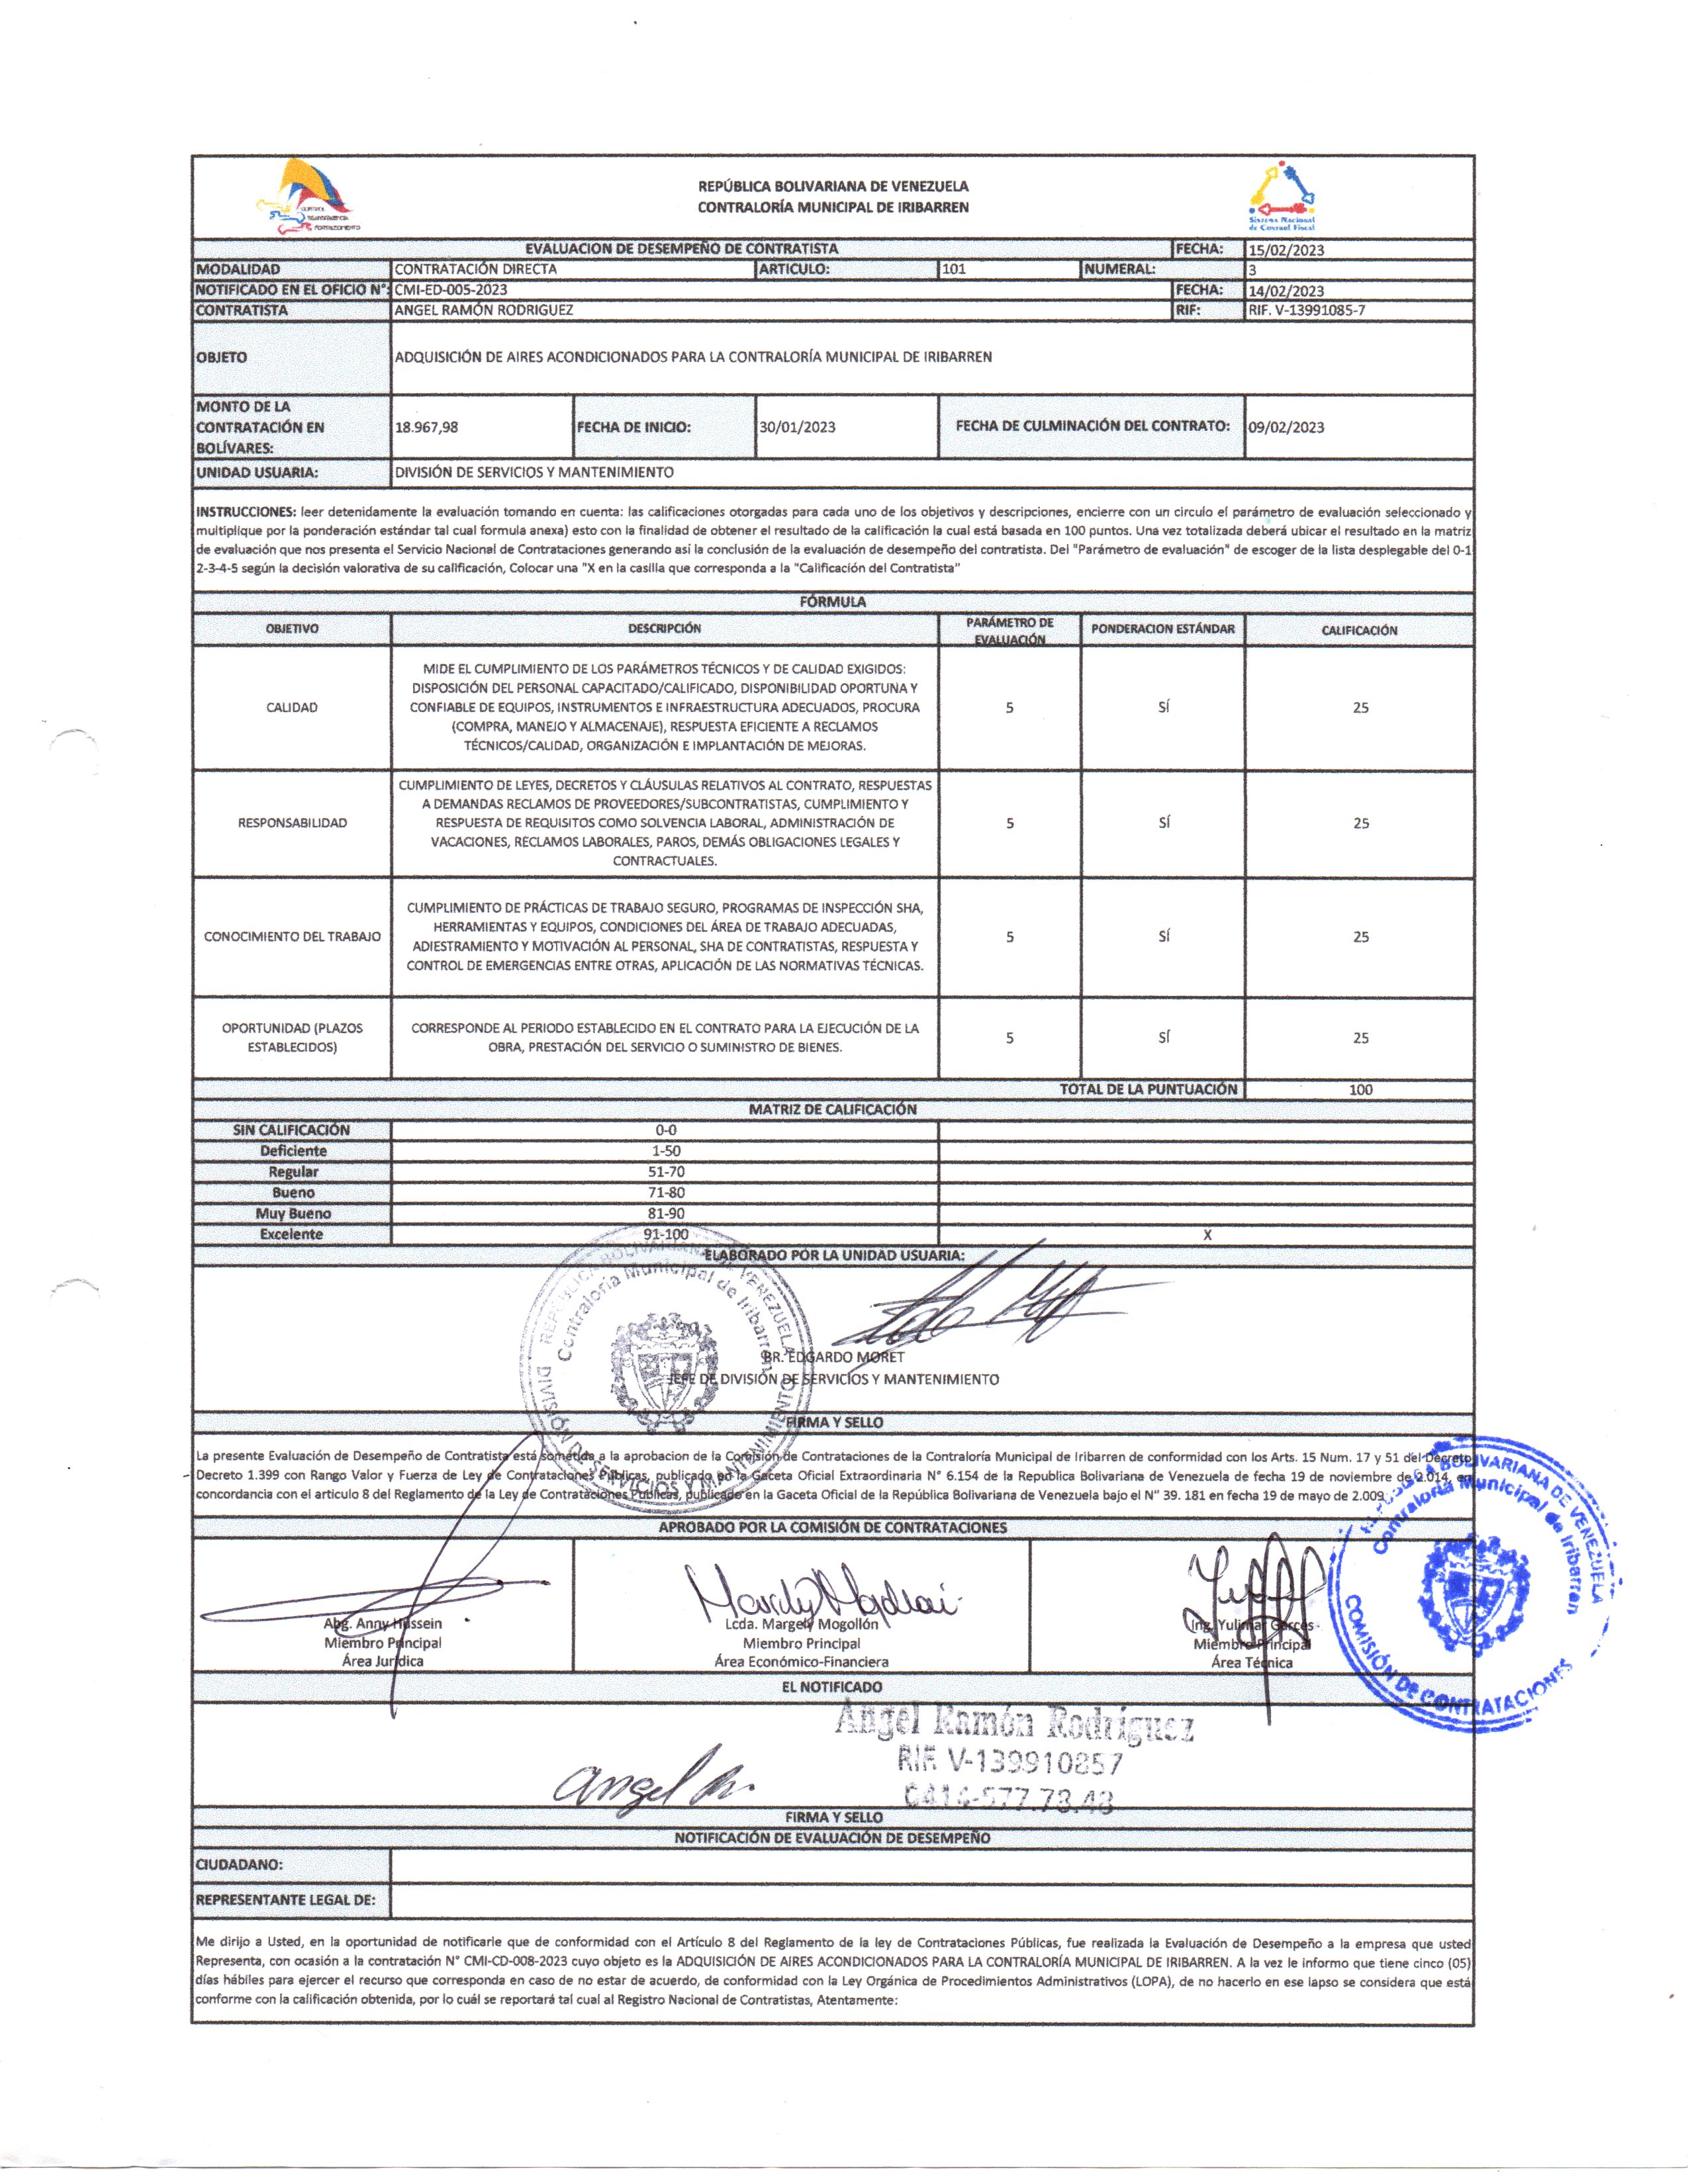 REPÚBLICA BOLIVARIANA DE VENEZUELA
CONTRALORÍA MUNICIPAL DE IRIBARREN
Sistema Nacional
de Control Fiscal
EVALUACION DE DESEMPEÑO DE CONTRATISTA FECHA: 15/02/2023
MODALIDAD CONTRATACIÓN DIRECTA ARTICULO: 101 NUMERAL: 3
NOTIFICADO EN EL OFICIO N°: CMI-ED-005-2023 FECHA: 14/02/2023
CONTRATISTA ANGEL RAMÓN RODRIGUEZ RIF: RIF. V-13991085-7
OBJETO ADQUISICIÓN DE AIRES ACONDICIONADOS PARA LA CONTRALORÍA MUNICIPAL DE IRIBARREN
MONTO DE LA
CONTRATACIÓN EN
BOLÍVARES:
18.967,98 FECHA DE INICIO: 30/01/2023 FECHA DE CULMINACIÓN DEL CONTRATO: 09/02/2023
UNIDAD USUARIA: DIVISIÓN DE SERVICIOS Y MANTENIMIENTO
INSTRUCCIONES: leer detenidamente la evaluación tomando en cuenta: las calificaciones otorgadas para cada uno de los objetivos y descripciones, encierre con un circulo el parámetro de evaluación seleccionado y
multiplique por la ponderación estándar tal cual formula anexa) esto con la finalidad de obtener el resultado de la calificación la cual está basada en 100 puntos. Una vez totalizada deberá ubicar el resultado en la matriz
de evaluación que nos presenta el Servicio Nacional de Contrataciones generando así la conclusión de la evaluación de desempeño del contratista. Del "Parámetro de evaluación" de escoger de la lista desplegable del 0-1
2-3-4-5 según la decisión valorativa de su calificación, Colocar una "X en la casilla que corresponda a la "Calificación del Contratista"
FÓRMULA
OBJETIVO DESCRIPCIÓN PARÁMETRO DE EVALUACIÓN PONDERACION ESTÁNDAR CALIFICACIÓN
MIDE EL CUMPLIMIENTO DE LOS PARÁMETROS TÉCNICOS Y DE CALIDAD EXIGIDOS:
DISPOSICIÓN DEL PERSONAL CAPACITADO/CALIFICADO, DISPONIBILIDAD OPORTUNA Y
CALIDAD CONFIABLE DE EQUIPOS, INSTRUMENTOS E INFRAESTRUCTURA ADECUADOS, PROCURA 5 SÍ 25
(COMPRA, MANEJO Y ALMACENAJE), RESPUESTA EFICIENTE A RECLAMOS
TÉCNICOS/CALIDAD, ORGANIZACIÓN E IMPLANTACIÓN DE MEJORAS.
CUMPLIMIENTO DE LEYES, DECRETOS Y CLÁUSULAS RELATIVOS AL CONTRATO, RESPUESTAS
A DEMANDAS RECLAMOS DE PROVEEDORES/SUBCONTRATISTAS, CUMPLIMIENTO Y
RESPONSABILIDAD RESPUESTA DE REQUISITOS COMO SOLVENCIA LABORAL, ADMINISTRACIÓN DE 5 SÍ 25
VACACIONES, RECLAMOS LABORALES, PAROS, DEMÁS OBLIGACIONES LEGALES Y
CONTRACTUALES.
CUMPLIMIENTO DE PRÁCTICAS DE TRABAJO SEGURO, PROGRAMAS DE INSPECCIÓN SHA,
HERRAMIENTAS Y EQUIPOS, CONDICIONES DEL ÁREA DE TRABAJO ADECUADAS,
CONOCIMIENTO DEL TRABAJO ADIESTRAMIENTO Y MOTIVACIÓN AL PERSONAL, SHA DE CONTRATISTAS, RESPUESTA Y 5 SÍ 25
CONTROL DE EMERGENCIAS ENTRE OTRAS, APLICACIÓN DE LAS NORMATIVAS TÉCNICAS.
OPORTUNIDAD (PLAZOS CORRESPONDE AL PERIODO ESTABLECIDO EN EL CONTRATO PARA LA EJECUCIÓN DE LA
ESTABLECIDOS) OBRA, PRESTACIÓN DEL SERVICIO O SUMINISTRO DE BIENES. 5 SÍ 25
TOTAL DE LA PUNTUACIÓN 100
MATRIZ DE CALIFICACIÓN
SIN CALIFICACIÓN 0-0
Deficiente 1-50
Regular 51-70
Bueno 71-80
Muy Bueno 81-90
Excelente 91-100 X
ELABORADO POR LA UNIDAD USUARIA:
REPÚBLICA BOLIVARIANA DE VENEZUELA
Contraloría Municipal de Iribarren
DIVISIÓN DE SERVICIOS Y MANTENIMIENTO
BR. EDGARDO MORET
JEFE DE DIVISIÓN DE SERVICIOS Y MANTENIMIENTO
FIRMA Y SELLO
La presente Evaluación de Desempeño de Contratista está sometida a la aprobacion de la Comisión de Contrataciones de la Contraloría Municipal de Iribarren de conformidad con los Arts. 15 Num. 17 y 51 del Decreto
Decreto 1.399 con Rango Valor y Fuerza de Ley de Contrataciones Públicas, publicado en la Gaceta Oficial Extraordinaria N° 6.154 de la Republica Bolivariana de Venezuela de fecha 19 de noviembre de 2.014, en
concordancia con el articulo 8 del Reglamento de la Ley de Contrataciones Publicas, publicado en la Gaceta Oficial de la República Bolivariana de Venezuela bajo el N° 39. 181 en fecha 19 de mayo de 2.009
REPÚBLICA BOLIVARIANA DE VENEZUELA
Contraloría Municipal de Iribarren
COMISIÓN DE CONTRATACIONES
APROBADO POR LA COMISIÓN DE CONTRATACIONES
Abg. Anny Hussein Lcda. Margely Mogollón Ing. Yulimar Garcés
Miembro Principal Miembro Principal Miembro Principal
Área Jurídica Área Económico-Financiera Área Técnica
EL NOTIFICADO
Angel Ramón Rodríguez
RIF. V-139910857
0414-577.73.48
FIRMA Y SELLO
NOTIFICACIÓN DE EVALUACIÓN DE DESEMPEÑO
CIUDADANO:
REPRESENTANTE LEGAL DE:
Me dirijo a Usted, en la oportunidad de notificarle que de conformidad con el Artículo 8 del Reglamento de la ley de Contrataciones Públicas, fue realizada la Evaluación de Desempeño a la empresa que usted
Representa, con ocasión a la contratación N° CMI-CD-008-2023 cuyo objeto es la ADQUISICIÓN DE AIRES ACONDICIONADOS PARA LA CONTRALORÍA MUNICIPAL DE IRIBARREN. A la vez le informo que tiene cinco (05)
días hábiles para ejercer el recurso que corresponda en caso de no estar de acuerdo, de conformidad con la Ley Orgánica de Procedimientos Administrativos (LOPA), de no hacerlo en ese lapso se considera que está
conforme con la calificación obtenida, por lo cuál se reportará tal cual al Registro Nacional de Contratistas, Atentamente: